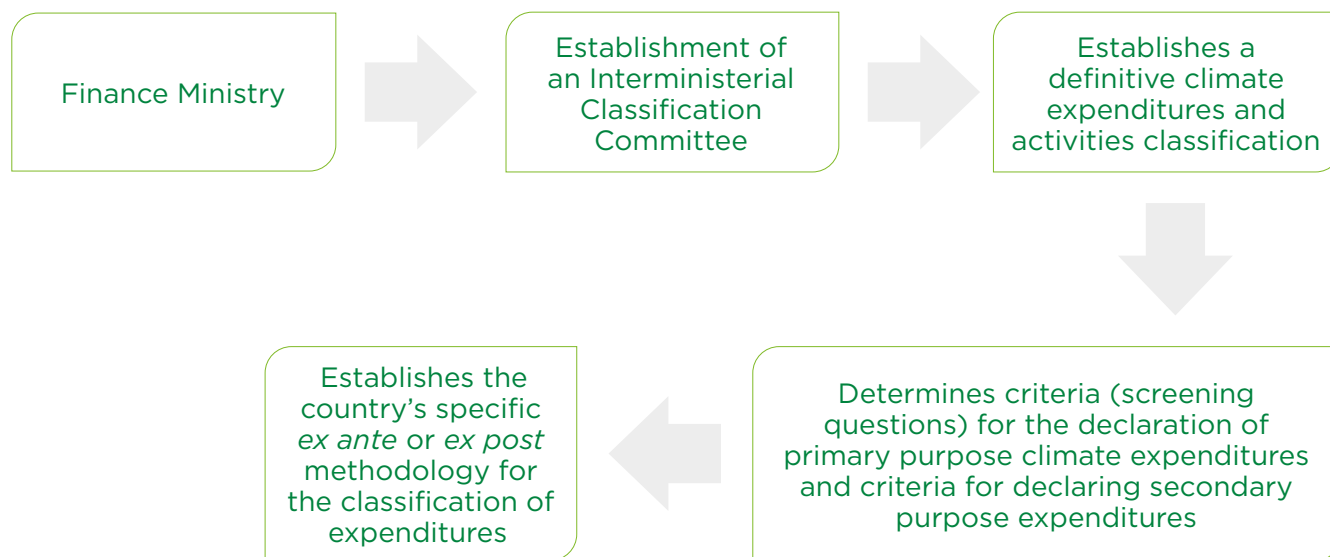 Finance Ministry
Establishment of
an Interministerial
Classification
Committee
Establishes a
definitive climate
expenditures and
activities classification
Determines criteria (screening
questions) for the declaration of
primary purpose climate expenditures
and criteria for declaring secondary
purpose expenditures
Establishes the
country’s specific
ex ante or ex post
methodology for
the classification of
expenditures